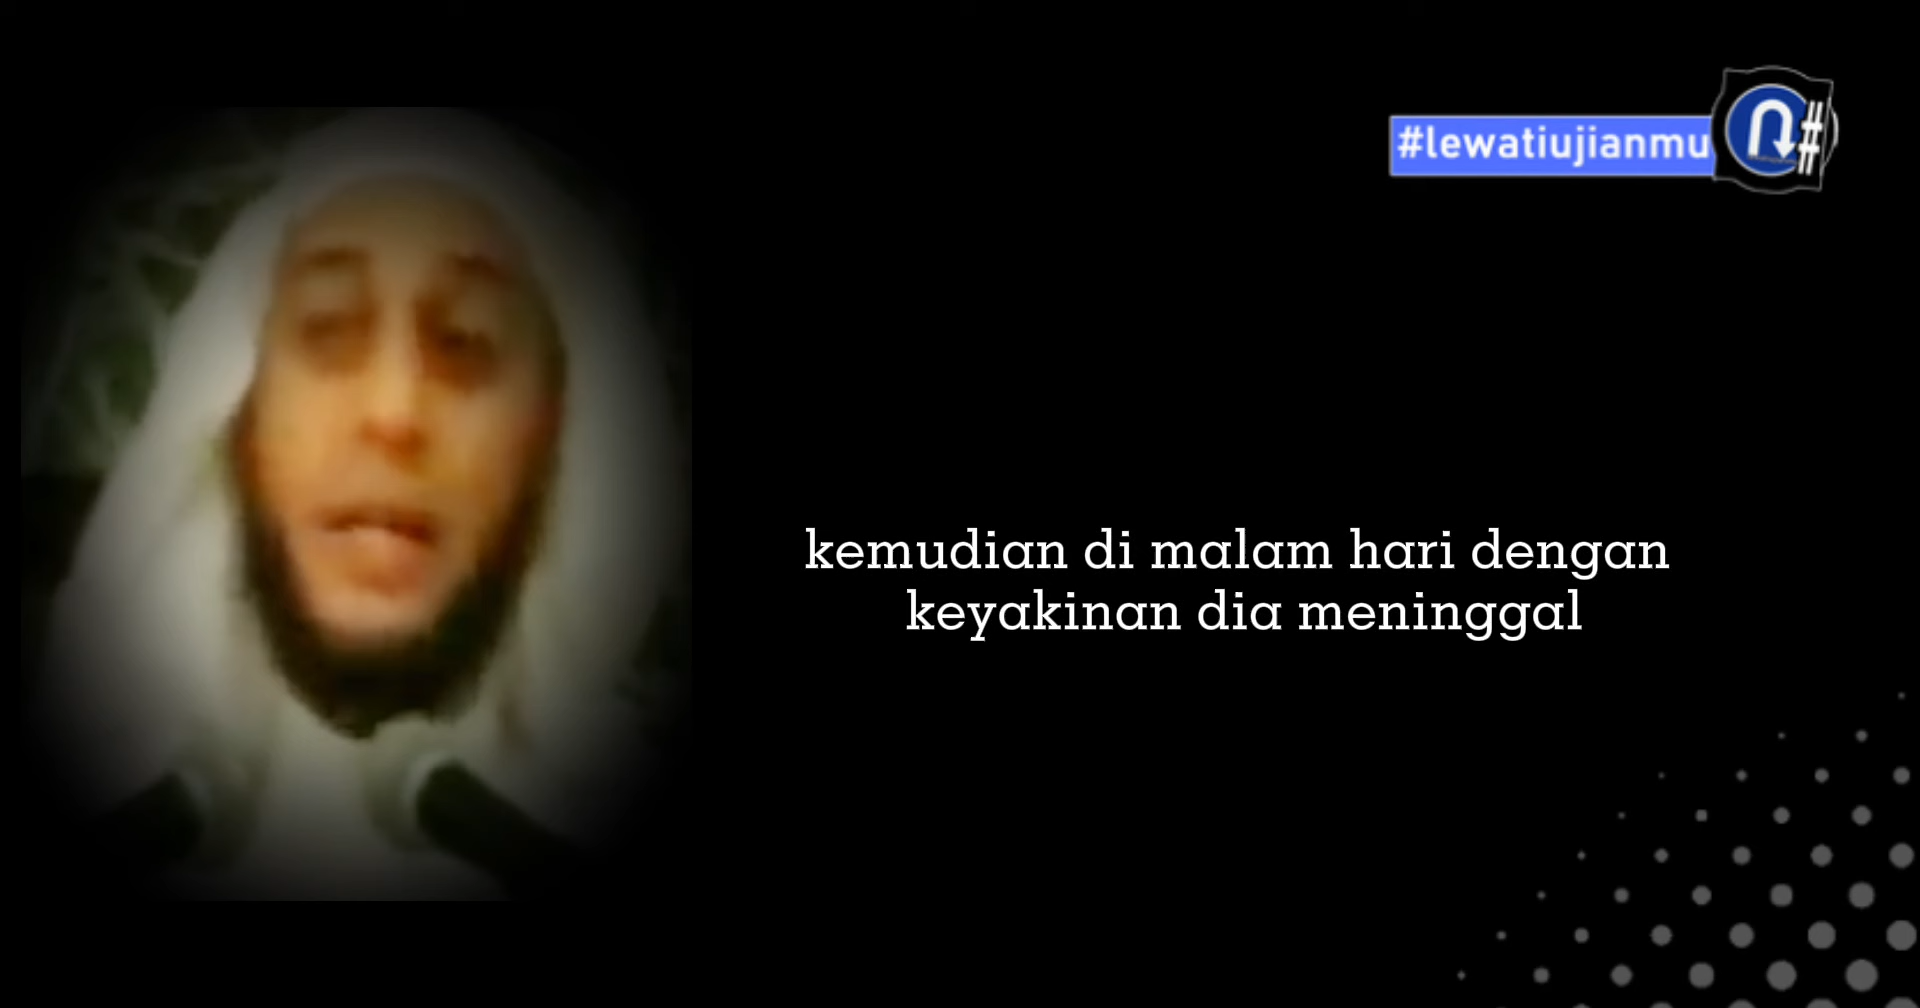 #lewatiujianmu
kemudian di malam hari dengan
keyakinan dia meninggal